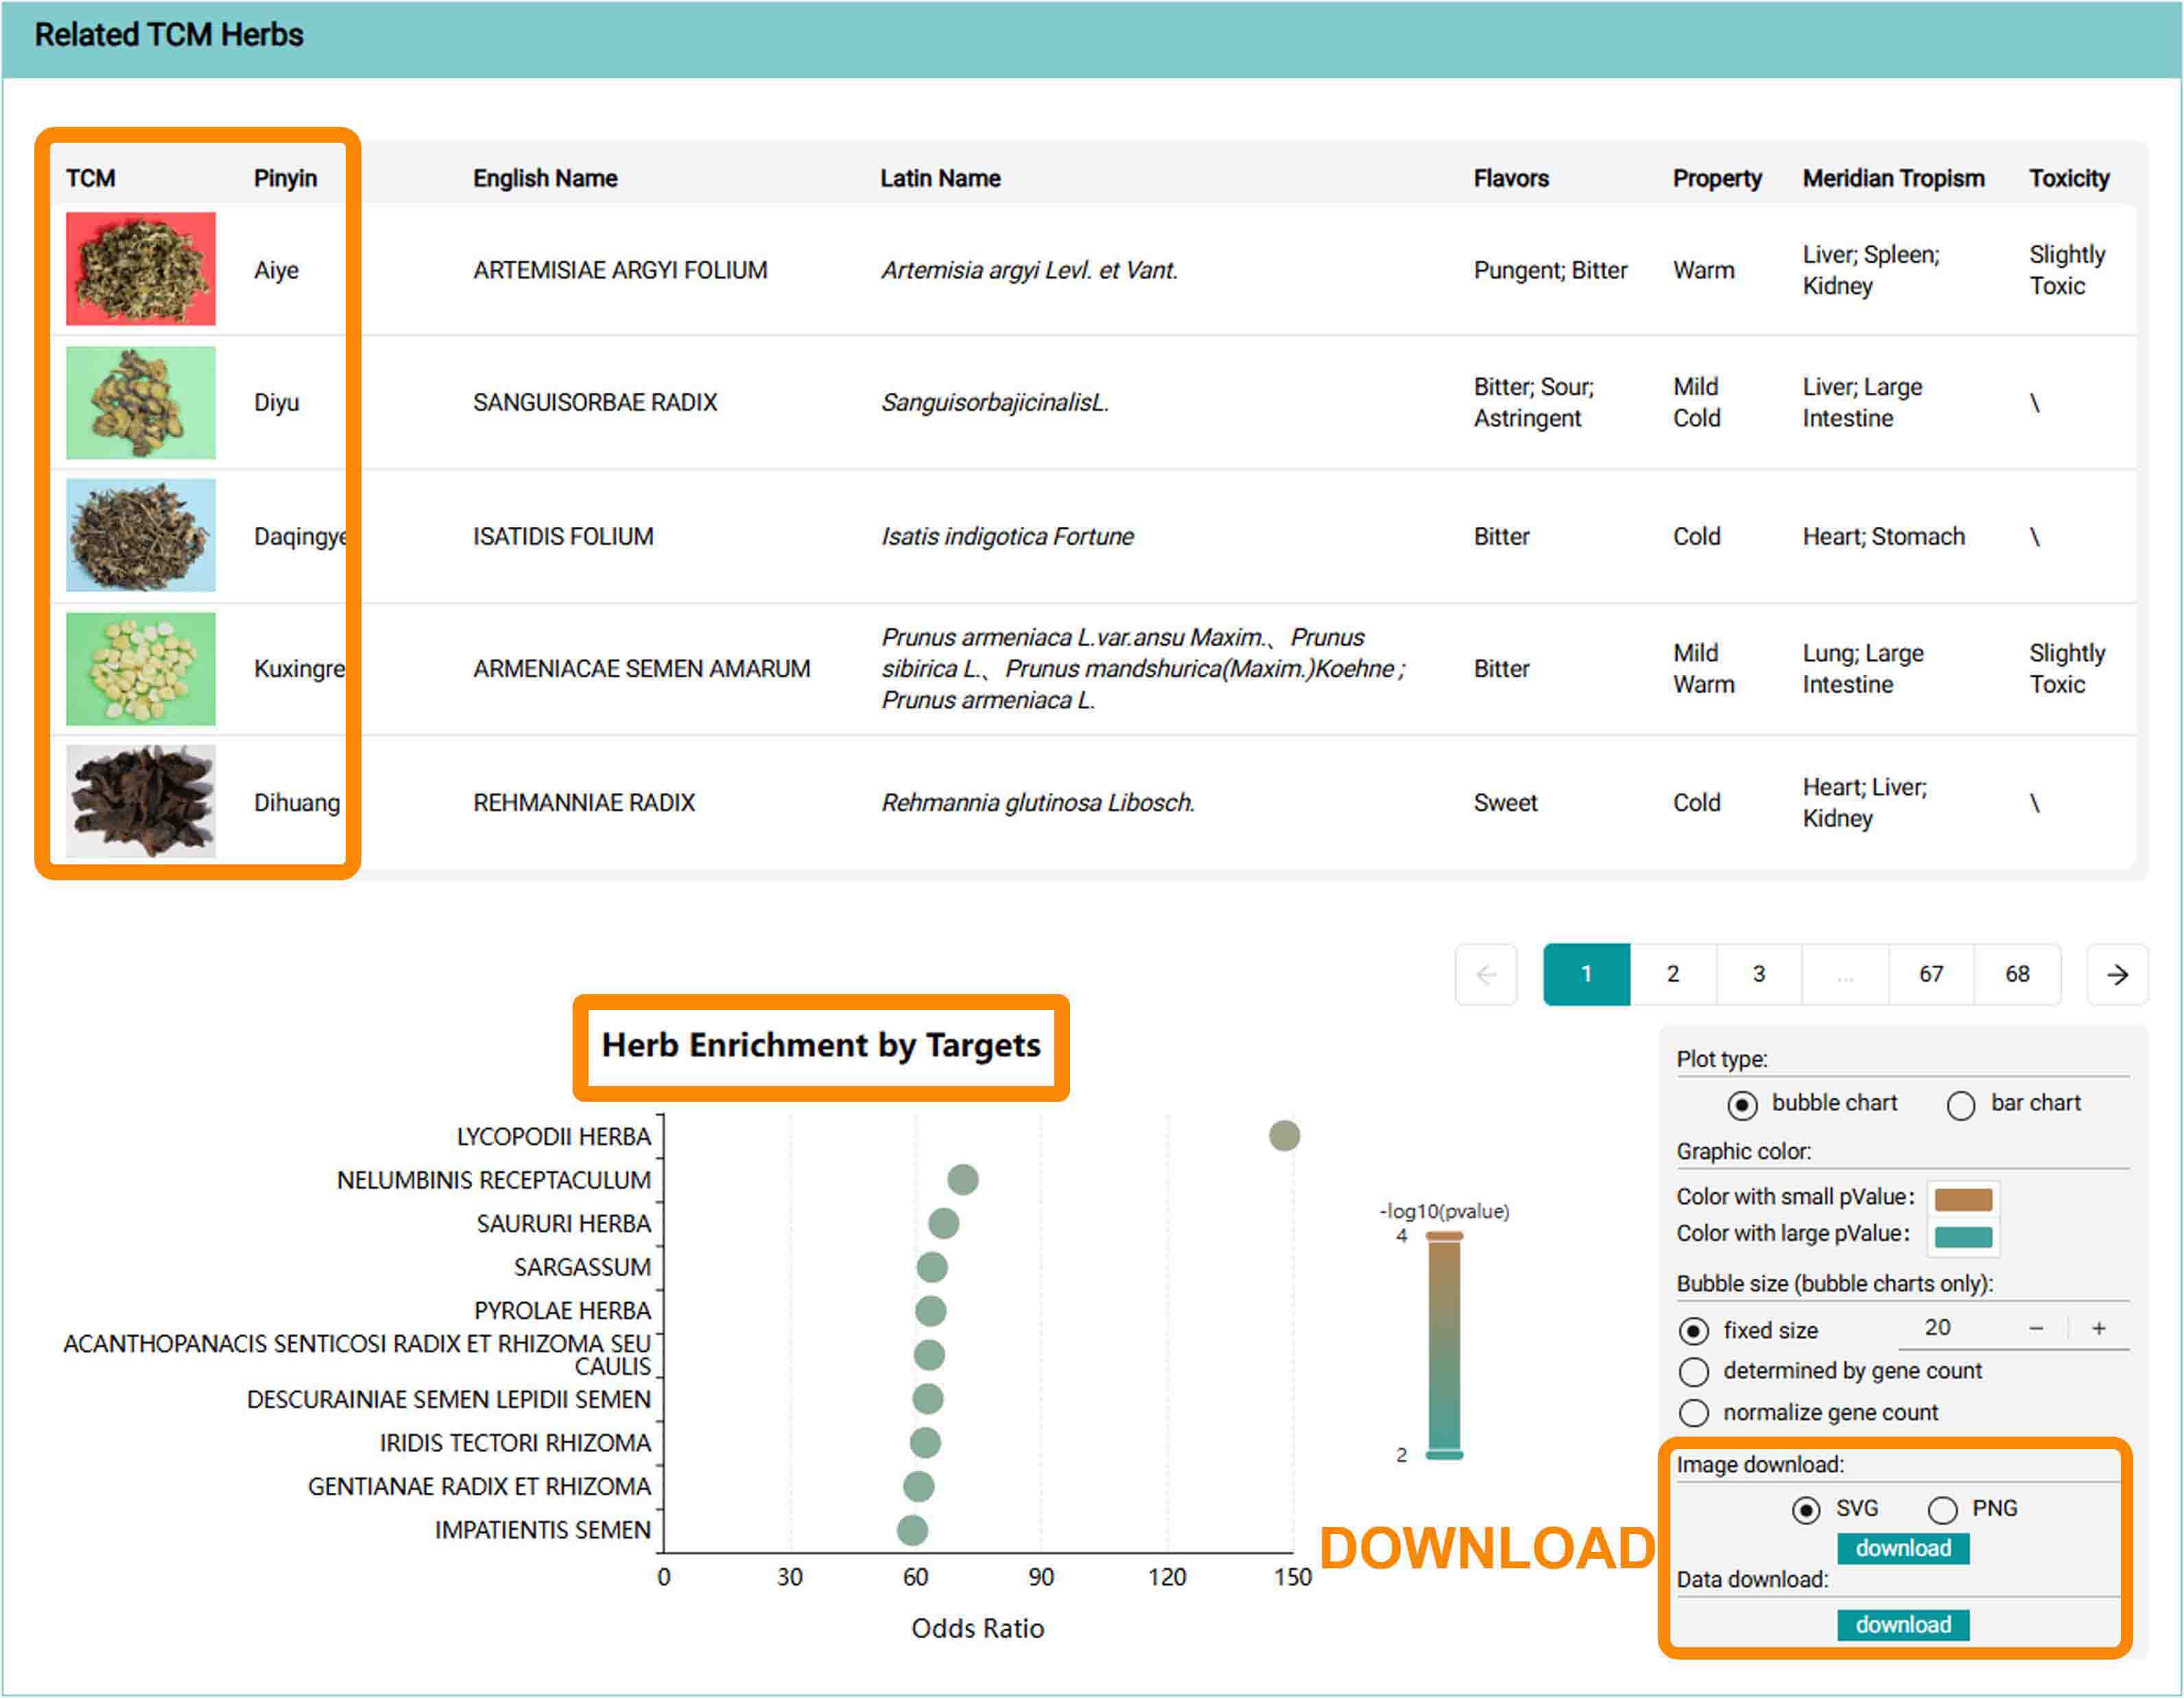 Related TCM Herbs
TCM Pinyin English Name Latin Name Flavors Property Meridian Tropism Toxicity
Aiye ARTEMISIAE ARGYI FOLIUM Artemisia argyi Levl. et Vant. Pungent; Bitter Warm Liver; Spleen; Slightly
Kidney Toxic
Diyu SANGUISORBAE RADIX SanguisorbajicinalisL. Bitter; Sour; Mild Liver; Large \
Astringent Cold Intestine
Daqingye ISATIDIS FOLIUM Isatis indigotica Fortune Bitter Cold Heart; Stomach \
Prunus armeniaca L.var.ansu Maxim.、Prunus
Kuxingre ARMENIACAE SEMEN AMARUM sibirica L.、Prunus mandshurica(Maxim.)Koehne ; Bitter Mild Lung; Large Slightly
Prunus armeniaca L. Warm Intestine Toxic
Dihuang REHMANNIAE RADIX Rehmannia glutinosa Libosch. Sweet Cold Heart; Liver; \
Kidney
← 1 2 3 ... 67 68 →
Herb Enrichment by Targets
LYCOPODII HERBA
NELUMBINIS RECEPTACULUM
SAURURI HERBA
SARGASSUM
PYROLAE HERBA
ACANTHOPANACIS SENTICOSI RADIX ET RHIZOMA SEU
CAULIS
DESCURAINIAE SEMEN LEPIDII SEMEN
IRIDIS TECTORI RHIZOMA
GENTIANAE RADIX ET RHIZOMA
IMPATIENTIS SEMEN
0 30 60 90 120 150
Odds Ratio
-log10(pvalue)
4
2
Plot type:
bubble chart bar chart
Graphic color:
Color with small pValue:
Color with large pValue:
Bubble size (bubble charts only):
fixed size 20 − +
determined by gene count
normalize gene count
DOWNLOAD
Image download:
SVG PNG
download
Data download:
download